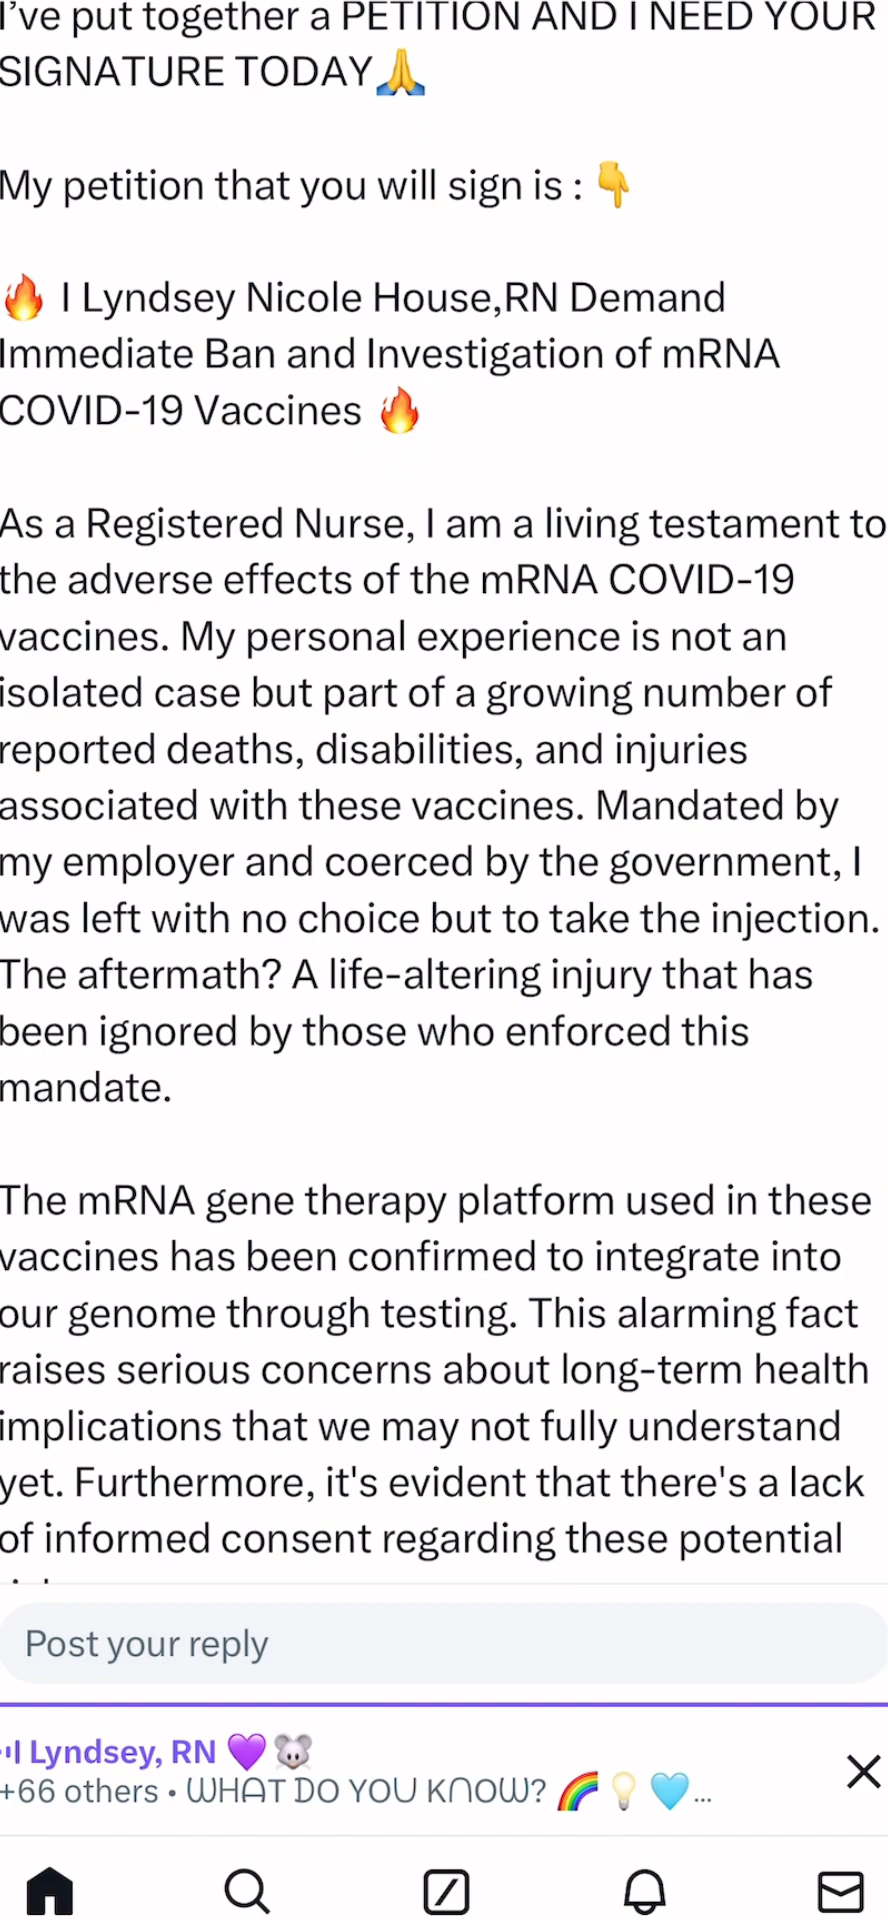 I've put together a PETITION AND I NEED YOUR
SIGNATURE TODAY🙏
My petition that you will sign is : 👇
🔥 I Lyndsey Nicole House,RN Demand
Immediate Ban and Investigation of mRNA
COVID-19 Vaccines 🔥
As a Registered Nurse, I am a living testament to
the adverse effects of the mRNA COVID-19
vaccines. My personal experience is not an
isolated case but part of a growing number of
reported deaths, disabilities, and injuries
associated with these vaccines. Mandated by
my employer and coerced by the government, I
was left with no choice but to take the injection.
The aftermath? A life-altering injury that has
been ignored by those who enforced this
mandate.
The mRNA gene therapy platform used in these
vaccines has been confirmed to integrate into
our genome through testing. This alarming fact
raises serious concerns about long-term health
implications that we may not fully understand
yet. Furthermore, it's evident that there's a lack
of informed consent regarding these potential
Post your reply
Lyndsey, RN 💜🐭
+66 others • ᗯHᗩT ᗪO YOᑌ KᑎOᗯ? 🌈💡🩵...